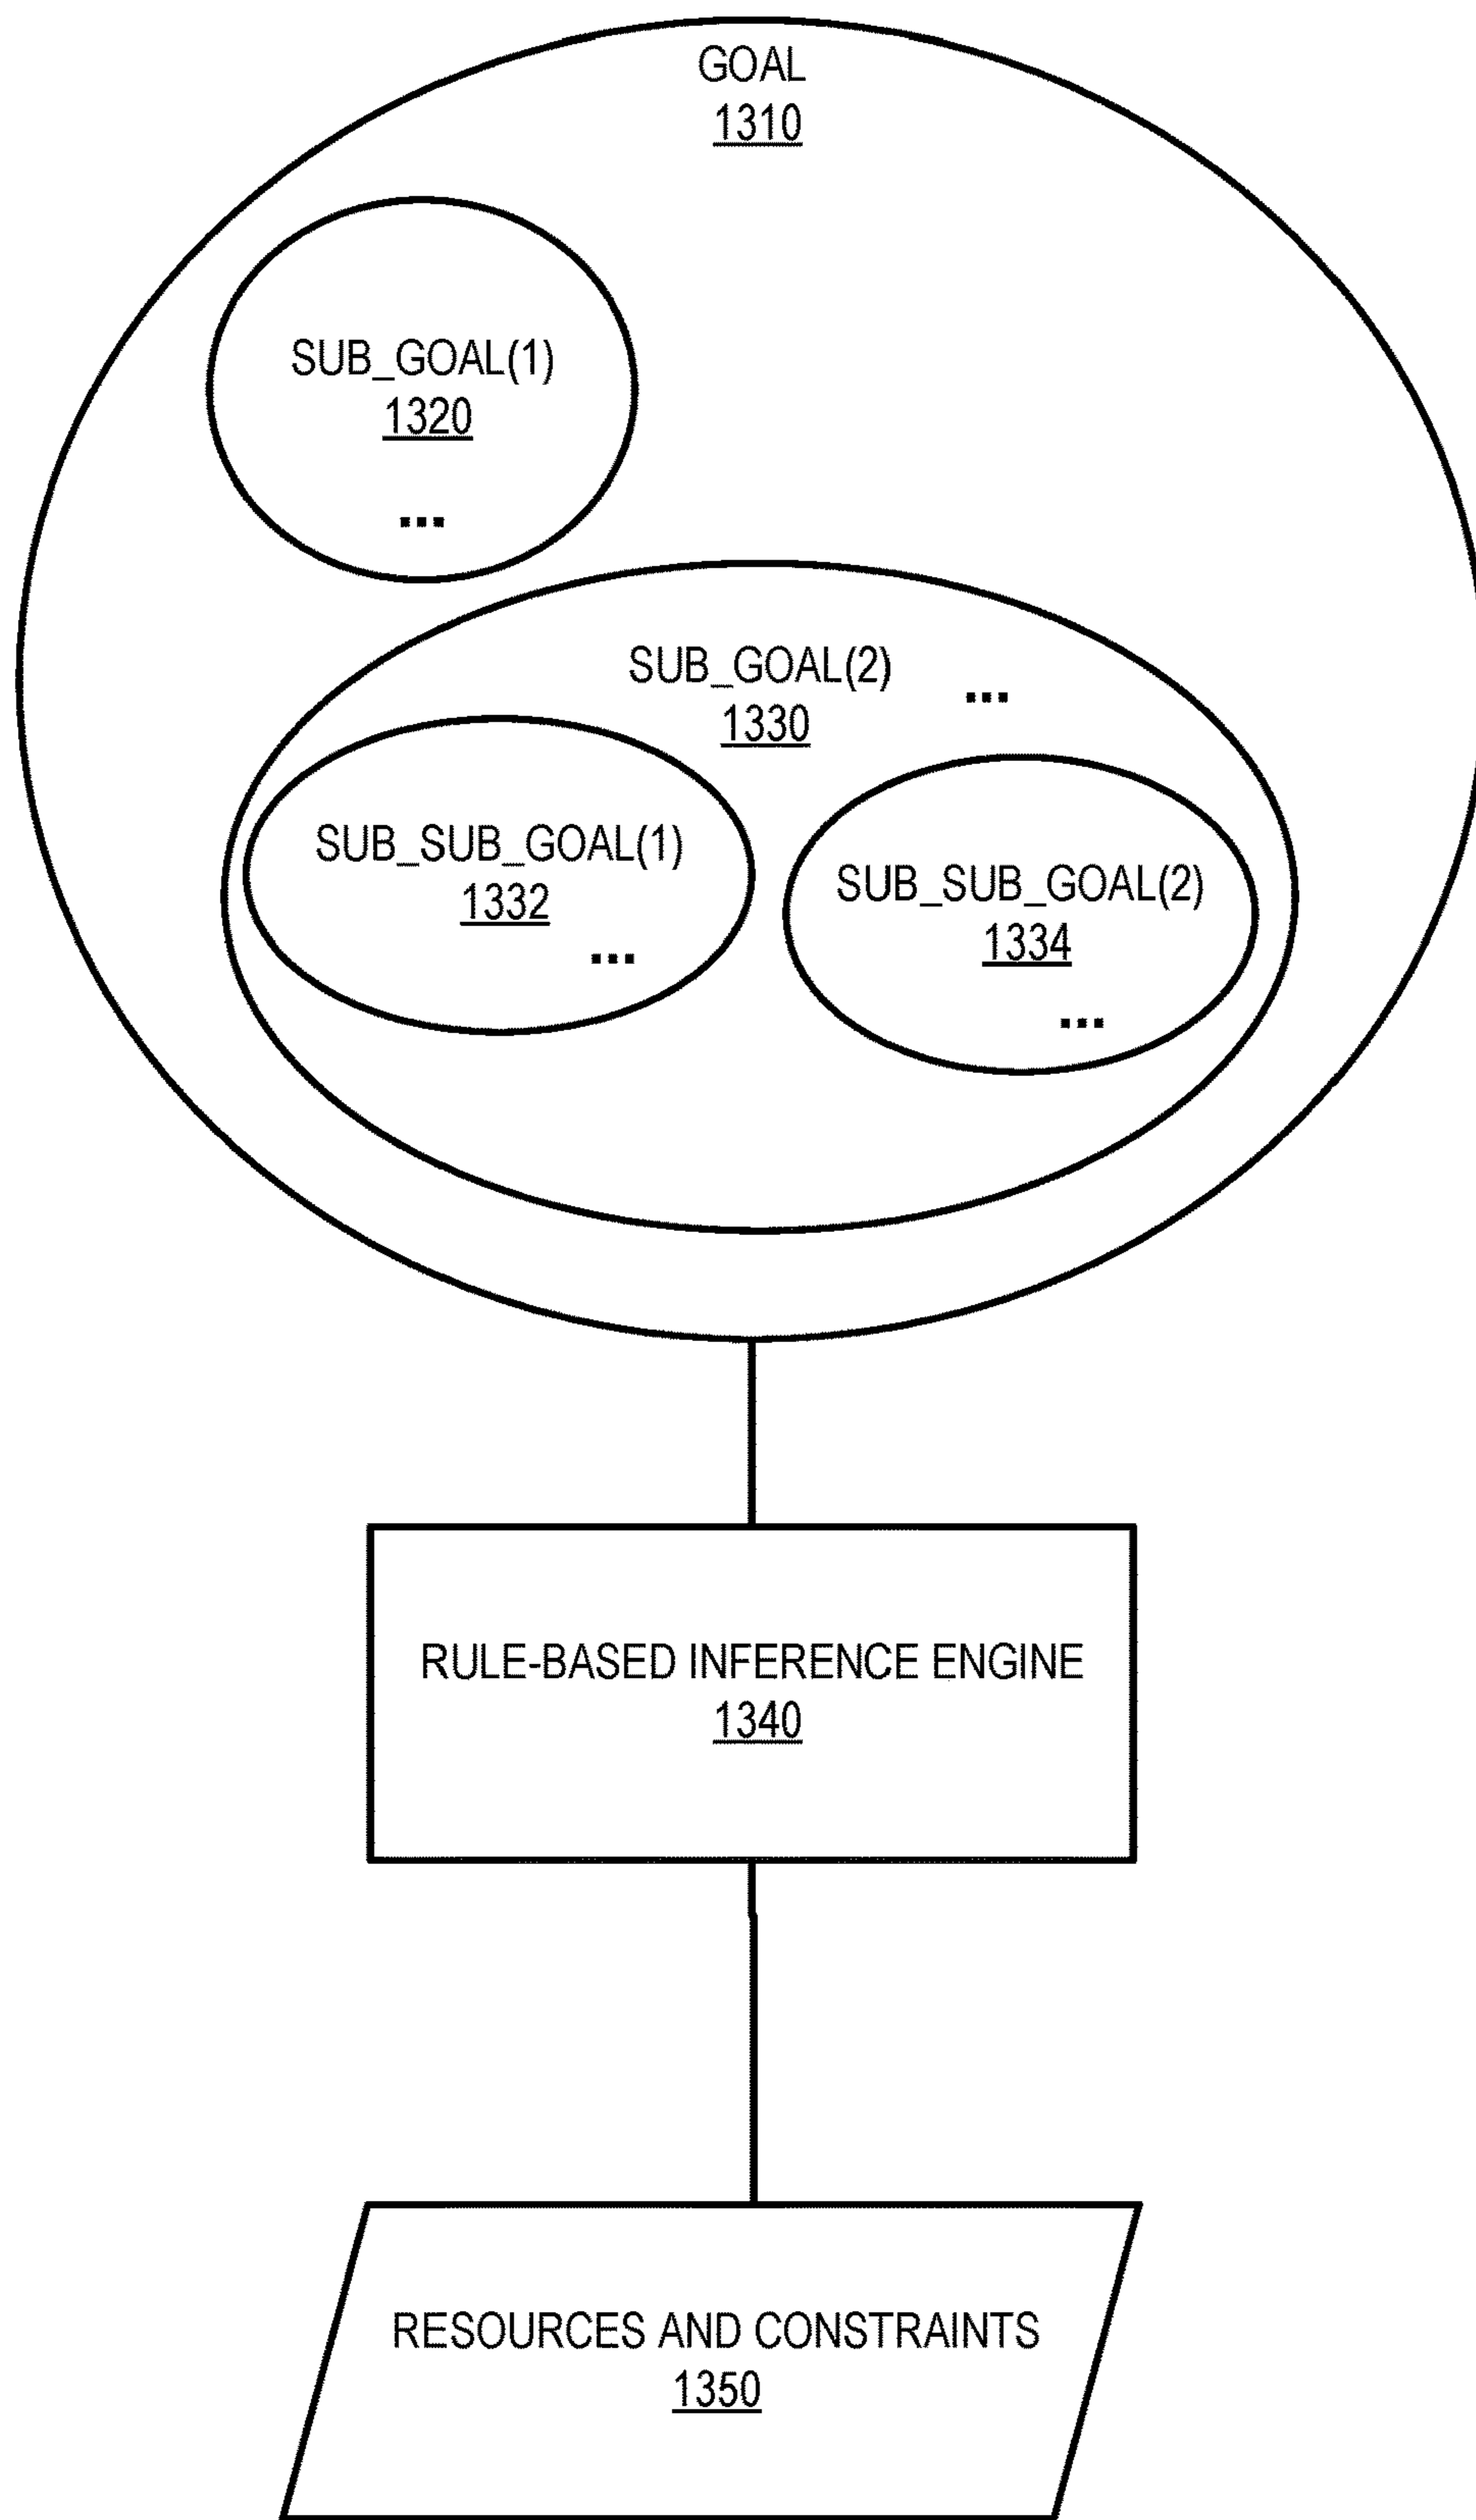 GOAL
1310
SUB_GOAL(1)
1320
...
SUB_GOAL(2)
...
1330
SUB_SUB_GOAL(1)
1332
...
SUB_SUB_GOAL(2)
1334
...
RULE-BASED INFERENCE ENGINE
1340
RESOURCES AND CONSTRAINTS
1350